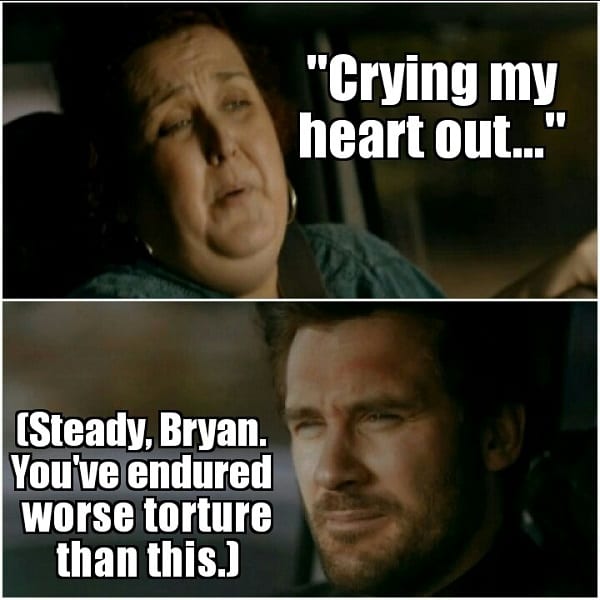 "Crying my
heart out..."
(Steady, Bryan.
You've endured
worse torture
than this.)